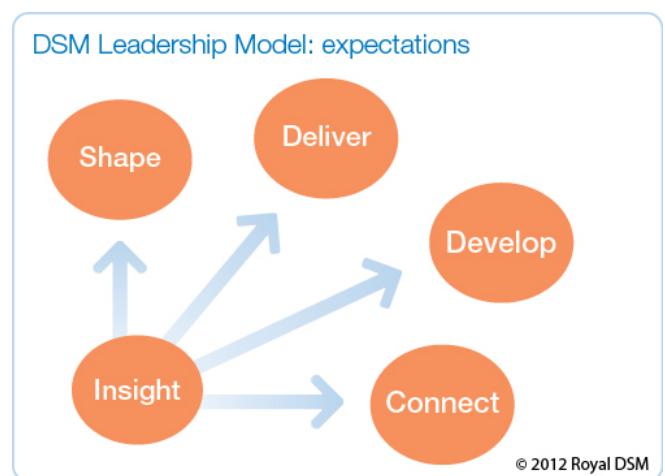 DSM Leadership Model: expectations
Shape
Deliver
Develop
Insight
Connect
© 2012 Royal DSM